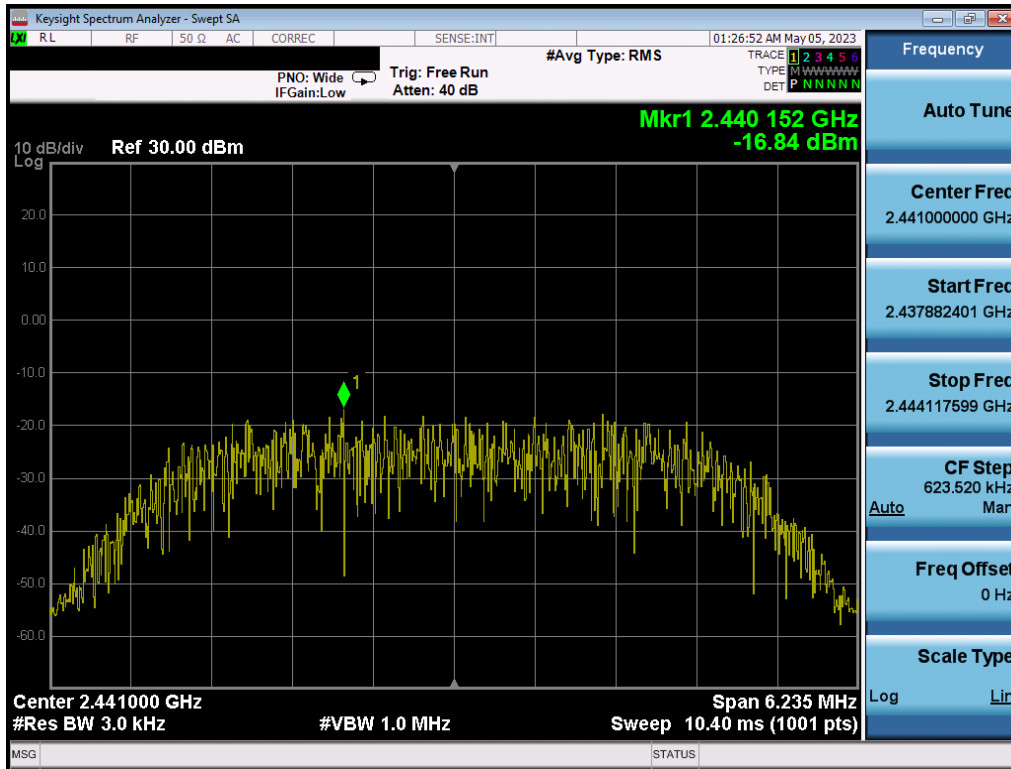 Keysight Spectrum Analyzer - Swept SA
LXI RL RF 50 Ω AC CORREC SENSE:INT 01:26:52 AM May 05, 2023
#Avg Type: RMS
TRACE 1 2 3 4 5 6
PNO: Wide Trig: Free Run TYPE M WWWWW
IFGain:Low Atten: 40 dB DET P N N N N N
Mkr1 2.440 152 GHz
-16.84 dBm
10 dB/div Ref 30.00 dBm
Log
20.0
10.0
0.00
1
-10.0
-20.0
-30.0
-40.0
-50.0
-60.0
Center 2.441000 GHz Span 6.235 MHz
#Res BW 3.0 kHz #VBW 1.0 MHz Sweep 10.40 ms (1001 pts)
MSG STATUS
Frequency
Auto Tune
Center Freq
2.441000000 GHz
Start Freq
2.437882401 GHz
Stop Freq
2.444117599 GHz
CF Step
623.520 kHz
Auto Man
Freq Offset
0 Hz
Scale Type
Log Lin